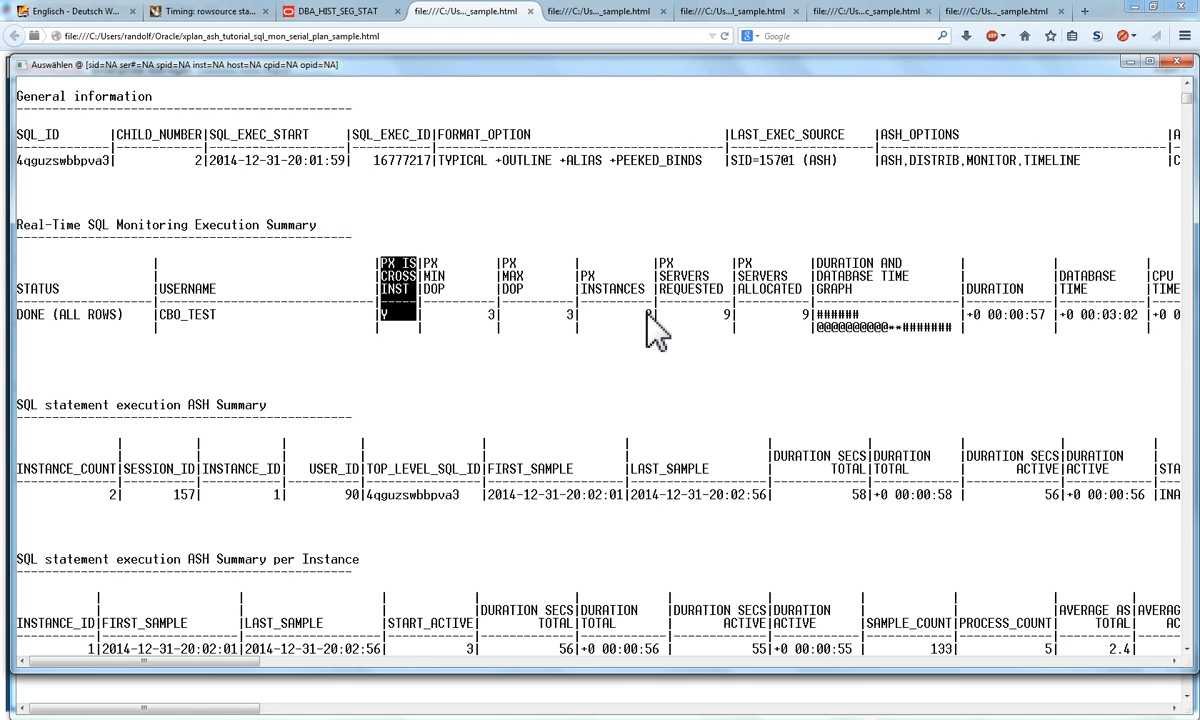 Englisch - Deutsch W...
Timing: rowsource sta...
DBA_HIST_SEG_STAT
file:///C:/Us..._sample.html
file:///C:/Us..._sample.html
file:///C:/Us...l_sample.html
file:///C:/Us...c_sample.html
file:///C:/Us..._sample.html
file:///C:/Users/randolf/Oracle/xplan_ash_tutorial_sql_mon_serial_plan_sample.html
Google
Auswählen @ [sid=NA ser#=NA spid=NA inst=NA host=NA cpid=NA opid=NA]
General information
-----------------------------------------------
SQL_ID |CHILD_NUMBER|SQL_EXEC_START |SQL_EXEC_ID|FORMAT_OPTION |LAST_EXEC_SOURCE |ASH_OPTIONS |A
4qguzswbbpva3| 2|2014-12-31-20:01:59| 16777217|TYPICAL +OUTLINE +ALIAS +PEEKED_BINDS |SID=157@1 (ASH) |ASH,DISTRIB,MONITOR,TIMELINE |C
Real-Time SQL Monitoring Execution Summary
-----------------------------------------------
| |PX IS|PX |PX | |PX |PX |DURATION AND | | |
| |CROSS|MIN |MAX |PX |SERVERS |SERVERS |DATABASE TIME | |DATABASE |CPU
STATUS |USERNAME |INST |DOP |DOP |INSTANCES |REQUESTED |ALLOCATED |GRAPH |DURATION |TIME |TIME
DONE (ALL ROWS) |CBO_TEST |Y | 3| 3| | 9| 9|###### |+0 00:00:57 |+0 00:03:02 |+0 0
|@@@@@@@@@@**#######
SQL statement execution ASH Summary
-----------------------------------------------
|DURATION SECS|DURATION |DURATION SECS|DURATION |
INSTANCE_COUNT|SESSION_ID|INSTANCE_ID| USER_ID|TOP_LEVEL_SQL_ID|FIRST_SAMPLE |LAST_SAMPLE | TOTAL|TOTAL | ACTIVE|ACTIVE |STA
2| 157| 1| 90|4qguzswbbpva3 |2014-12-31-20:02:01|2014-12-31-20:02:56| 58|+0 00:00:58 | 56|+0 00:00:56 |INA
SQL statement execution ASH Summary per Instance
-----------------------------------------------
|DURATION SECS|DURATION |DURATION SECS|DURATION | | |AVERAGE AS|AVERAG
INSTANCE_ID|FIRST_SAMPLE |LAST_SAMPLE |START_ACTIVE| TOTAL|TOTAL | ACTIVE|ACTIVE |SAMPLE_COUNT|PROCESS_COUNT| TOTAL| AC
1|2014-12-31-20:02:01|2014-12-31-20:02:56| 3| 56|+0 00:00:56 | 55|+0 00:00:55 | 133| 5| 2.4|